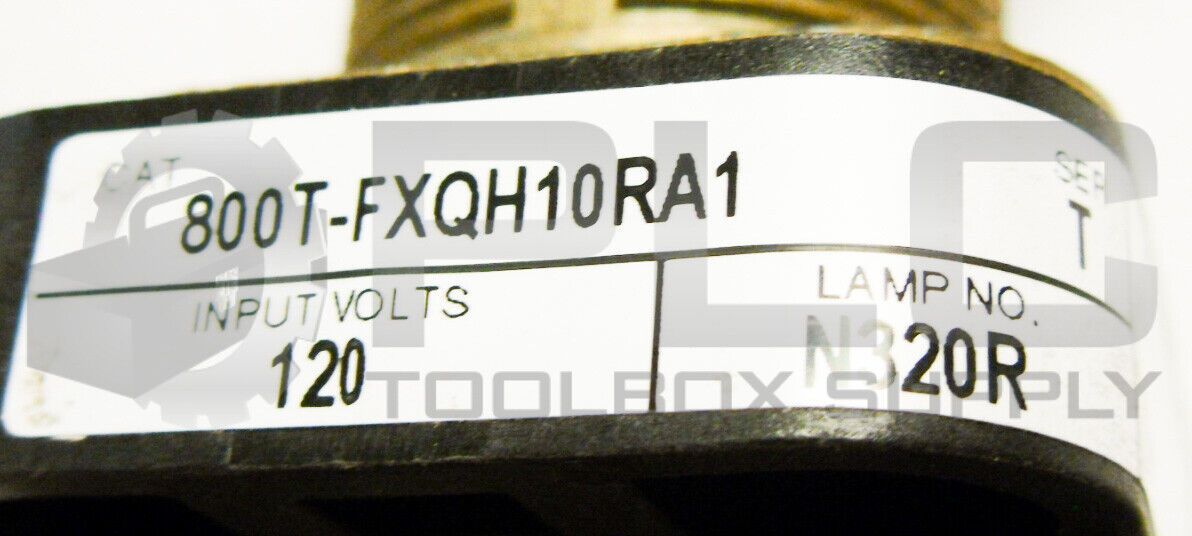 CAT
SER
800T-FXQH10RA1
T
INPUT VOLTS
LAMP NO.
120
N320R
PLC
TOOLBOX SUPPLY